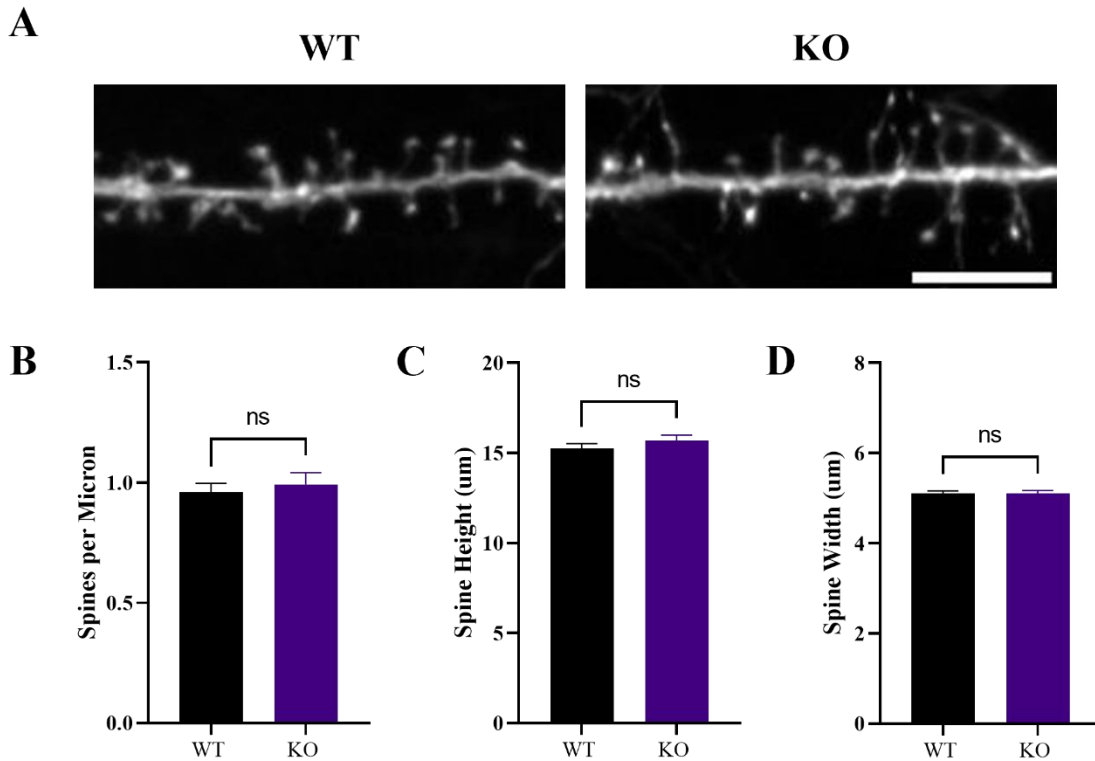 A
WT
KO
B
1.5
1.0
0.5
0.0
Spines per Micron
ns
WT
KO
C
20
15
10
5
0
Spine Height (um)
ns
WT
KO
D
8
6
4
2
0
Spine Width (um)
ns
WT
KO